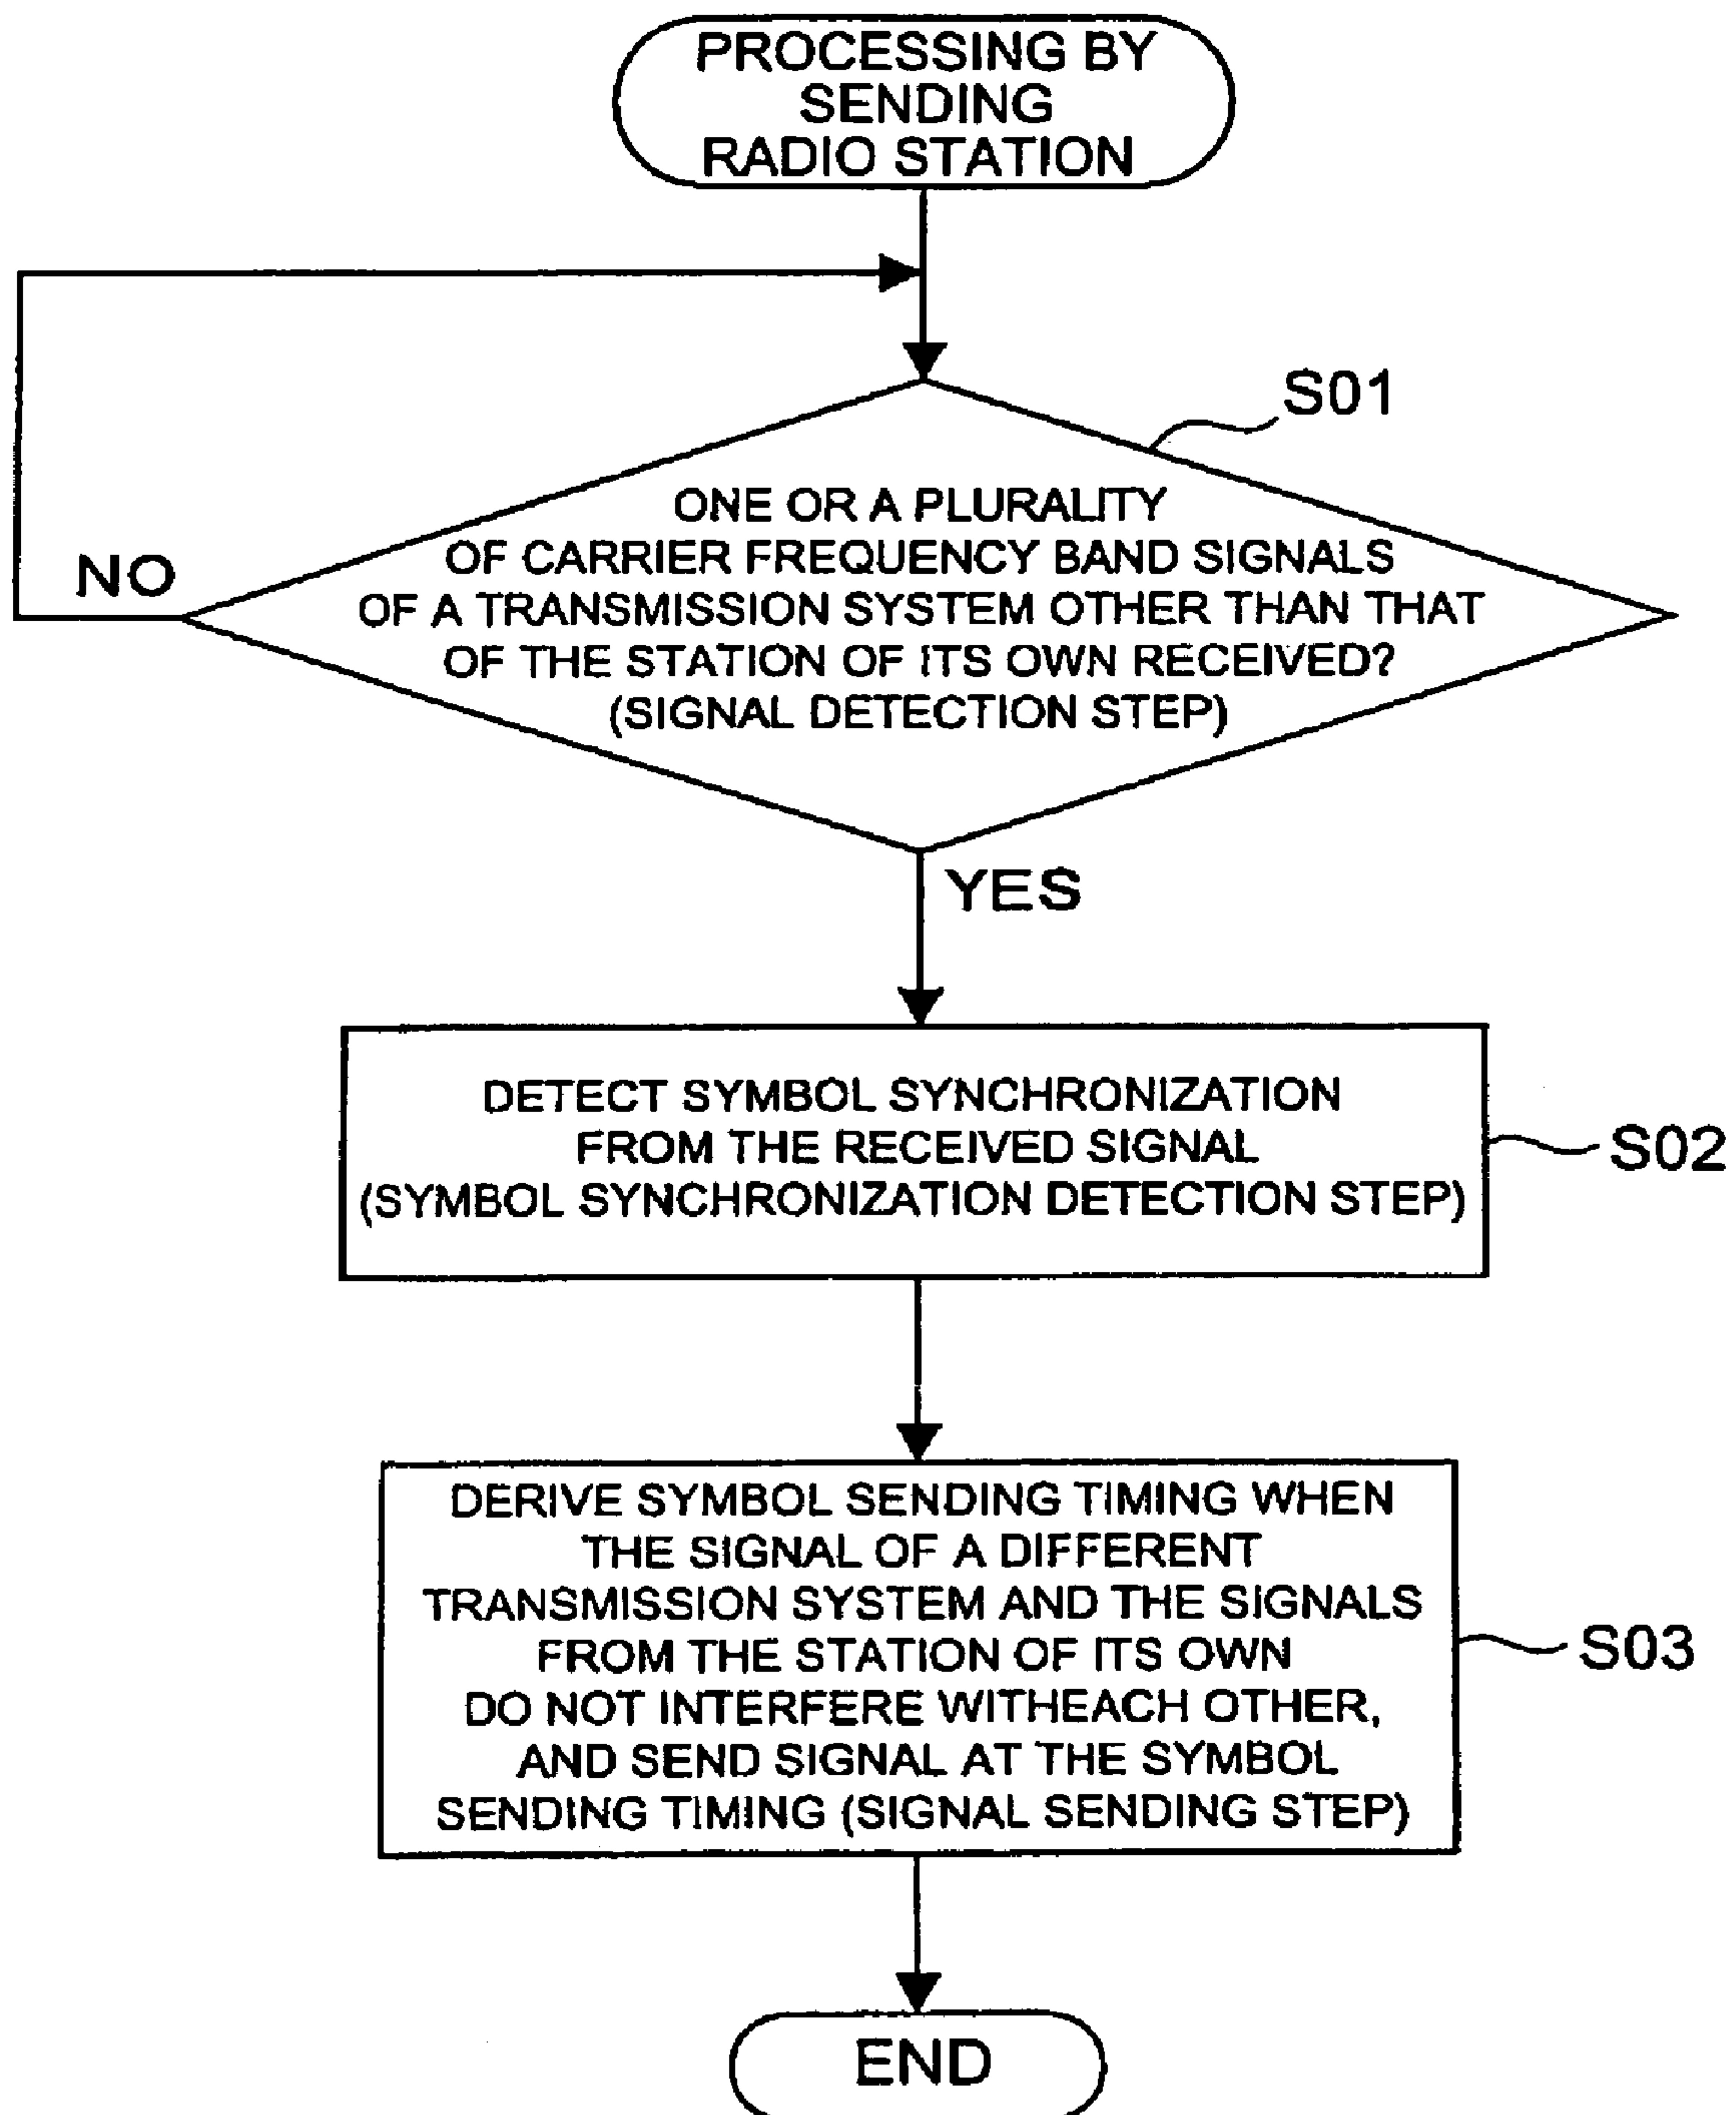 PROCESSING BY
SENDING
RADIO STATION
S01
ONE OR A PLURALITY
OF CARRIER FREQUENCY BAND SIGNALS
OF A TRANSMISSION SYSTEM OTHER THAN THAT
OF THE STATION OF ITS OWN RECEIVED?
(SIGNAL DETECTION STEP)
NO
YES
DETECT SYMBOL SYNCHRONIZATION
FROM THE RECEIVED SIGNAL
(SYMBOL SYNCHRONIZATION DETECTION STEP)
S02
DERIVE SYMBOL SENDING TIMING WHEN
THE SIGNAL OF A DIFFERENT
TRANSMISSION SYSTEM AND THE SIGNALS
FROM THE STATION OF ITS OWN
DO NOT INTERFERE WITHEACH OTHER,
AND SEND SIGNAL AT THE SYMBOL
SENDING TIMING (SIGNAL SENDING STEP)
S03
END